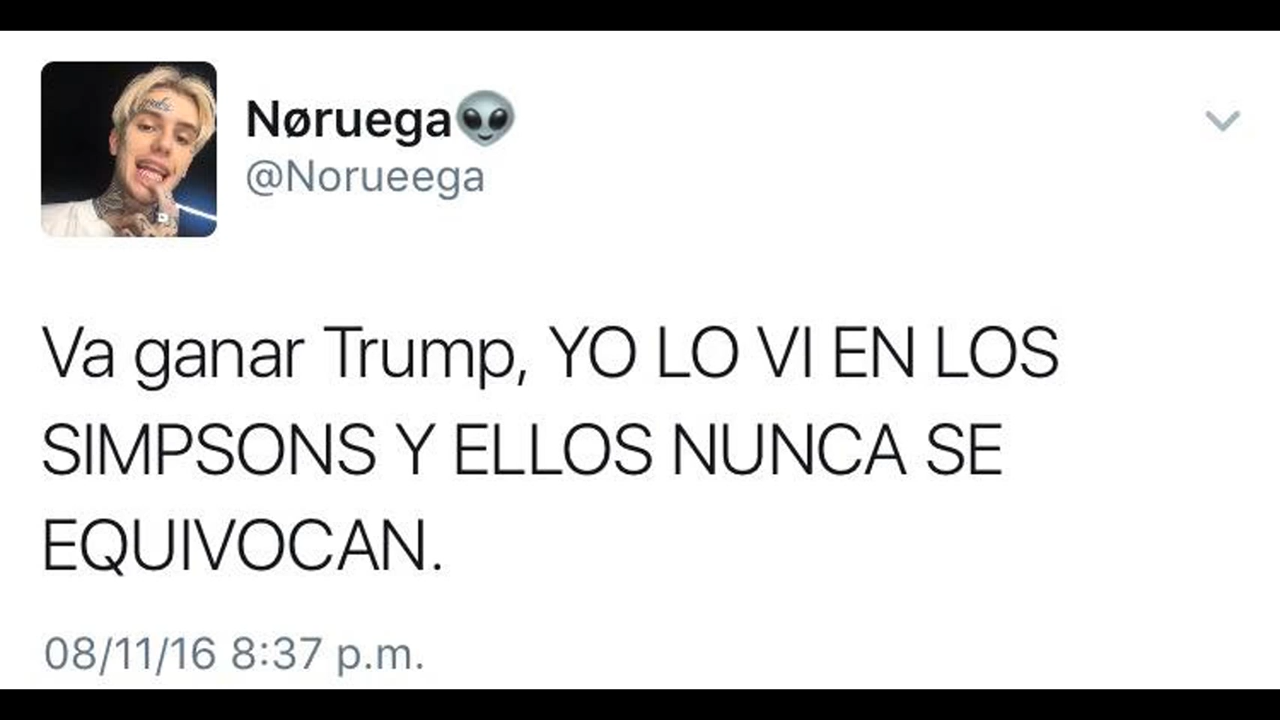 Nøruega👽
@Norueega
Va ganar Trump, YO LO VI EN LOS
SIMPSONS Y ELLOS NUNCA SE
EQUIVOCAN.
08/11/16 8:37 p.m.